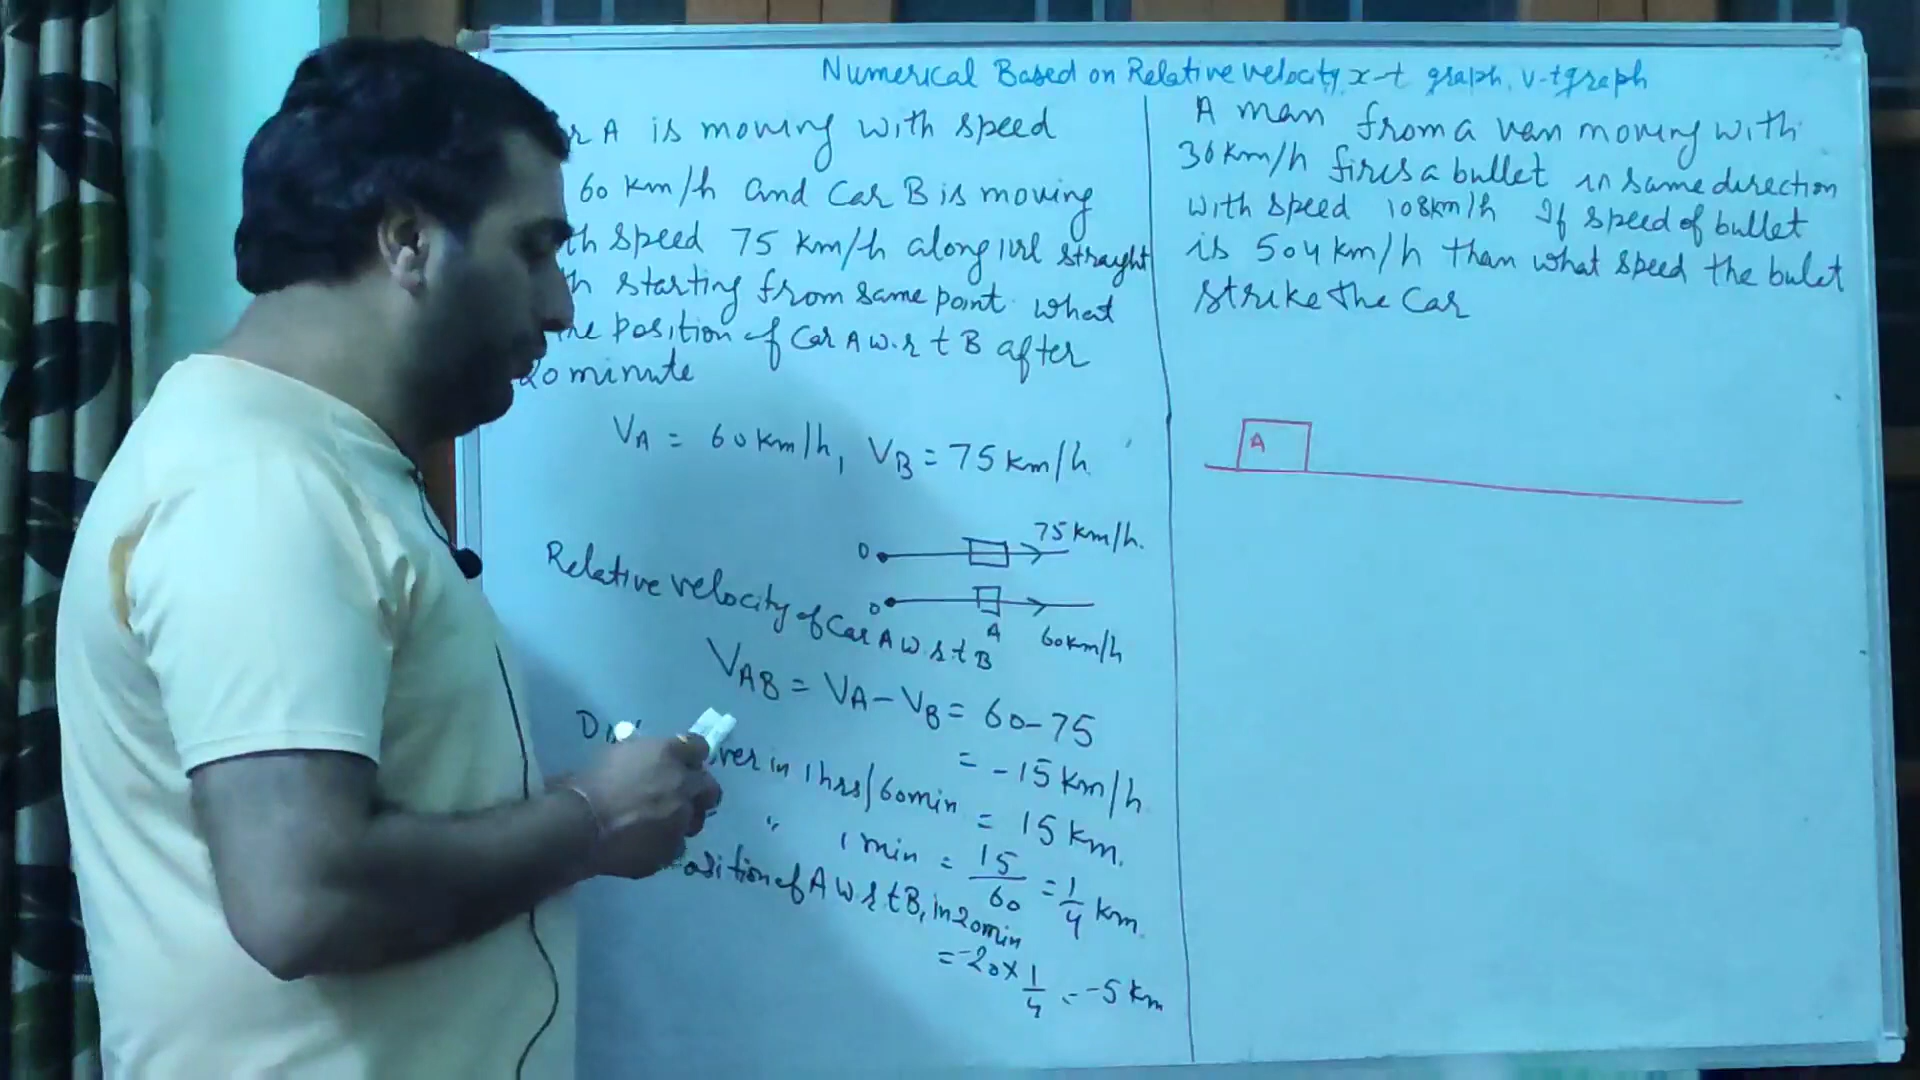 Numerical Based on Relative velocity, x-t graph, v-t graph
r A is moving with speed
60 km/h and Car B is moving
th speed 75 km/h along straight
h starting from same point what
he position of Car A w.r t B after
20 minute
VA = 60 km/h, VB = 75 km/h
75 km/h.
O
Relative velocity of Car A w r t B
O
A 60 km/h
VAB = VA - VB = 60 - 75
= -15 km/h
ver in 1 hrs/60min = 15 km.
" 1 min = 15/60 = 1/4 km.
osition of A w r t B, in 20 min
= -20 x 1/4 = -5 km
A man from a van moving with
36 km/h fires a bullet in same direction
with speed 108 km/h If speed of bullet
is 504 km/h than what speed the bulet
strike the Car
A